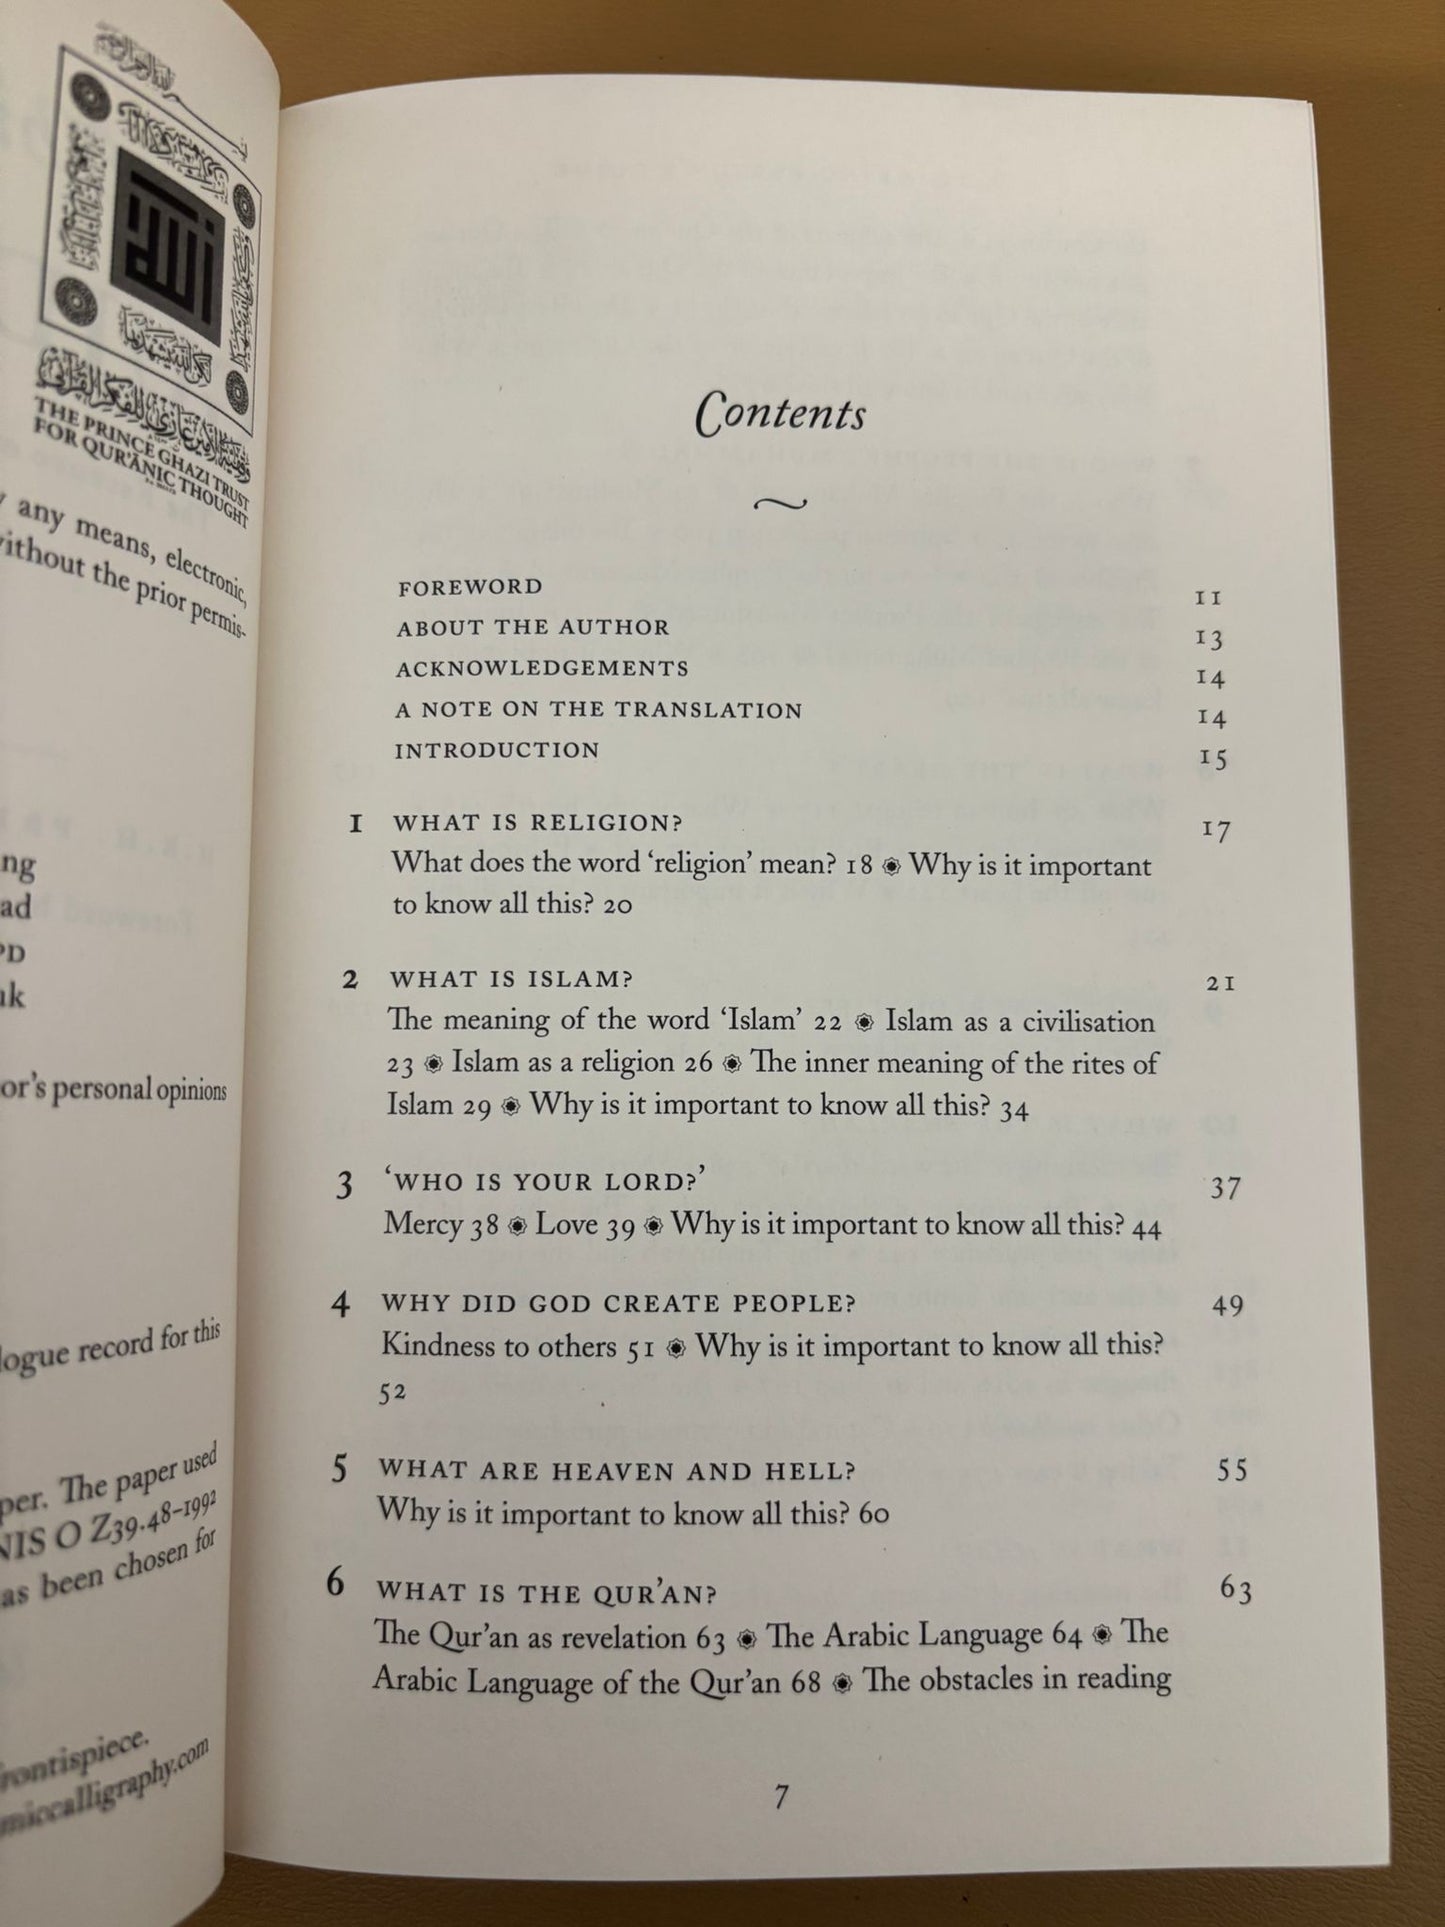 THE PRINCE GHAZI TRUST
FOR QUR'ĀNIC THOUGHT
any means, electronic,
without the prior permis-
or's personal opinions
logue record for this
per. The paper used
NIS O Z39.48–1992
as been chosen for
frontispiece.
miccalligraphy.com
Contents
FOREWORD 11
ABOUT THE AUTHOR 13
ACKNOWLEDGEMENTS 14
A NOTE ON THE TRANSLATION 14
INTRODUCTION 15
1 WHAT IS RELIGION? 17
What does the word ‘religion’ mean? 18 ֎ Why is it important
to know all this? 20
2 WHAT IS ISLAM? 21
The meaning of the word ‘Islam’ 22 ֎ Islam as a civilisation
23 ֎ Islam as a religion 26 ֎ The inner meaning of the rites of
Islam 29 ֎ Why is it important to know all this? 34
3 ‘WHO IS YOUR LORD?’ 37
Mercy 38 ֎ Love 39 ֎ Why is it important to know all this? 44
4 WHY DID GOD CREATE PEOPLE? 49
Kindness to others 51 ֎ Why is it important to know all this?
52
5 WHAT ARE HEAVEN AND HELL? 55
Why is it important to know all this? 60
6 WHAT IS THE QUR’AN? 63
The Qur’an as revelation 63 ֎ The Arabic Language 64 ֎ The
Arabic Language of the Qur’an 68 ֎ The obstacles in reading
7